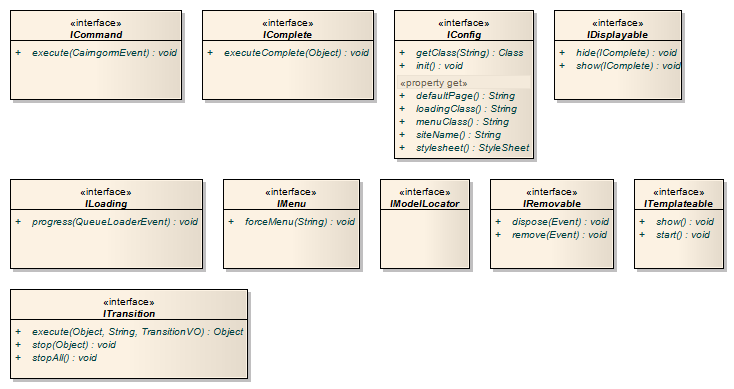 «interface»
ICommand
+ execute(CairngormEvent) : void
«interface»
IComplete
+ executeComplete(Object) : void
«interface»
IConfig
+ getClass(String) : Class
+ init() : void
«property get»
+ defaultPage() : String
+ loadingClass() : String
+ menuClass() : String
+ siteName() : String
+ stylesheet() : StyleSheet
«interface»
IDisplayable
+ hide(IComplete) : void
+ show(IComplete) : void
«interface»
ILoading
+ progress(QueueLoaderEvent) : void
«interface»
IMenu
+ forceMenu(String) : void
«interface»
IModelLocator
«interface»
IRemovable
+ dispose(Event) : void
+ remove(Event) : void
«interface»
ITemplateable
+ show() : void
+ start() : void
«interface»
ITransition
+ execute(Object, String, TransitionVO) : Object
+ stop(Object) : void
+ stopAll() : void